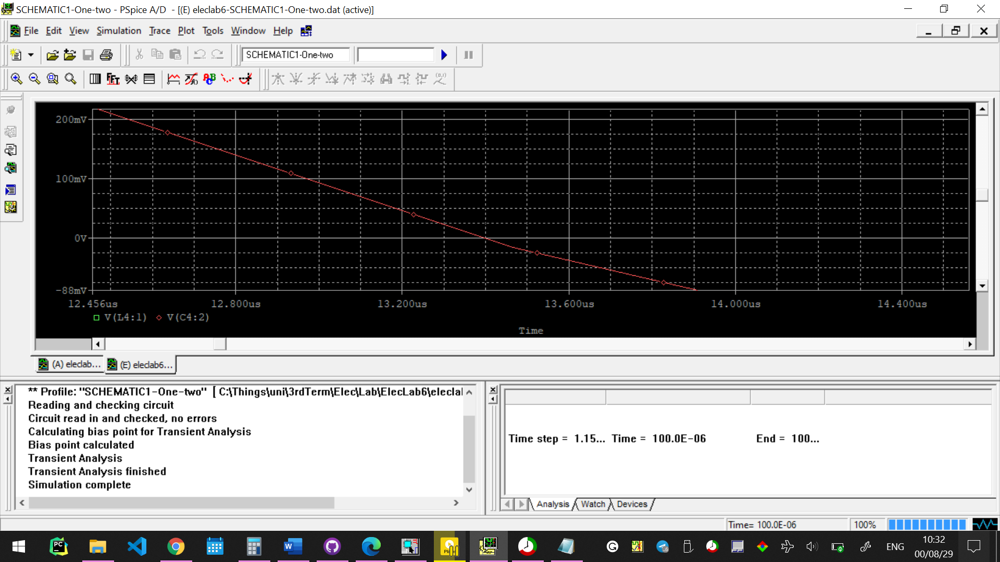 SCHEMATIC1-One-two - PSpice A/D - [(E) eleclab6-SCHEMATIC1-One-two.dat (active)]
File Edit View Simulation Trace Plot Tools Window Help
SCHEMATIC1-One-two
200mV
100mV
0V
-88mV
12.456us 12.800us 13.200us 13.600us 14.000us 14.400us
V(L4:1) V(C4:2)
Time
(A) eleclab... (E) eleclab6...
** Profile: "SCHEMATIC1-One-two" [ C:\Things\uni\3rdTerm\Elec\Lab\ElecLab6\eleclal
Reading and checking circuit
Circuit read in and checked, no errors
Calculating bias point for Transient Analysis
Bias point calculated
Transient Analysis
Transient Analysis finished
Simulation complete
Time step = 1.15... Time = 100.0E-06 End = 100...
Analysis Watch Devices
Time= 100.0E-06 100%
ENG
10:32
00/08/29